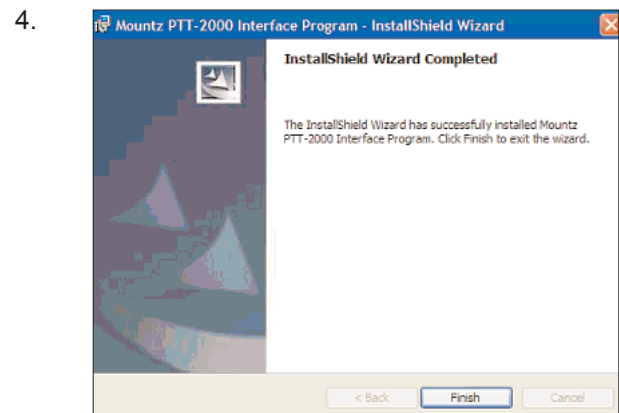 4.
Mountz PTT-2000 Interface Program - InstallShield Wizard
InstallShield Wizard Completed
The InstallShield Wizard has successfully installed Mountz
PTT-2000 Interface Program. Click Finish to exit the wizard.
< Back Finish Cancel